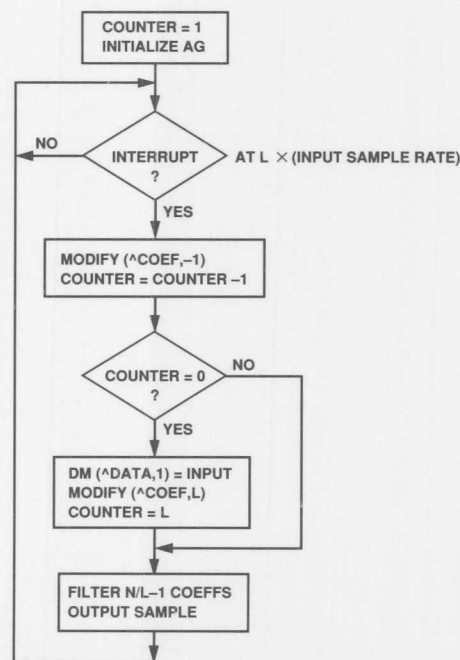 COUNTER = 1
INITIALIZE AG
NO
INTERRUPT
?
AT L × (INPUT SAMPLE RATE)
YES
MODIFY (^COEF,–1)
COUNTER = COUNTER –1
COUNTER = 0
?
NO
YES
DM (^DATA,1) = INPUT
MODIFY (^COEF,L)
COUNTER = L
FILTER N/L–1 COEFFS
OUTPUT SAMPLE